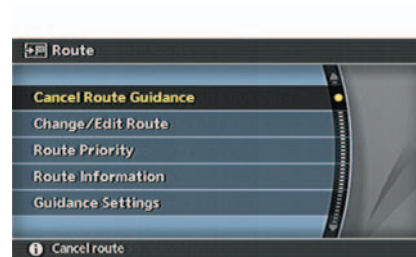 Route
Cancel Route Guidance
Change/Edit Route
Route Priority
Route Information
Guidance Settings
Cancel route